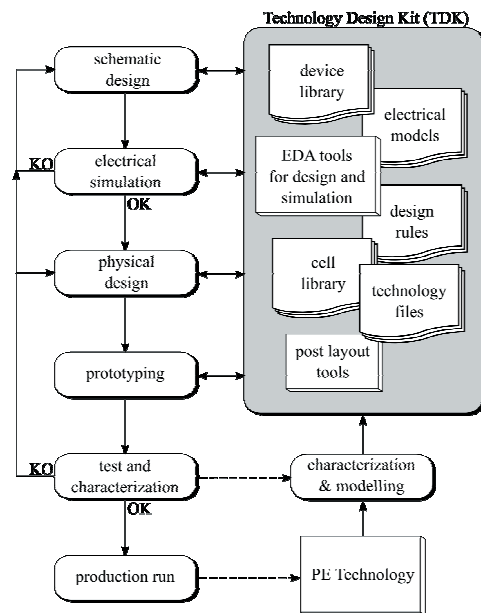 Technology Design Kit (TDK)
schematic
design
device
library
electrical
models
KO
electrical
simulation
EDA tools
for design and
simulation
OK
design
rules
physical
design
cell
library
technology
files
prototyping
post layout
tools
KO
test and
characterization
characterization
& modelling
OK
production run
PE Technology